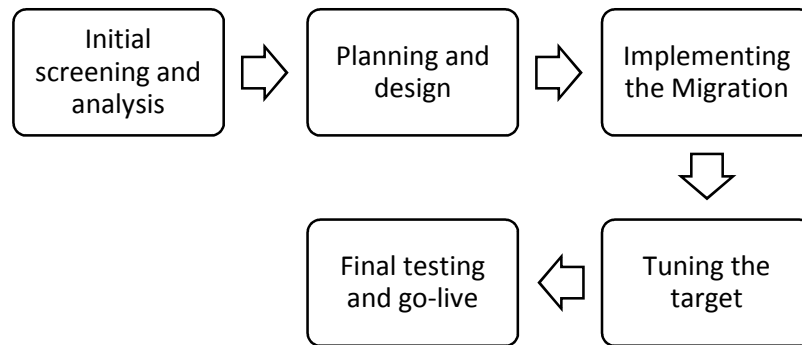 Initial
screening and
analysis
Planning and
design
Implementing
the Migration
Tuning the
target
Final testing
and go-live